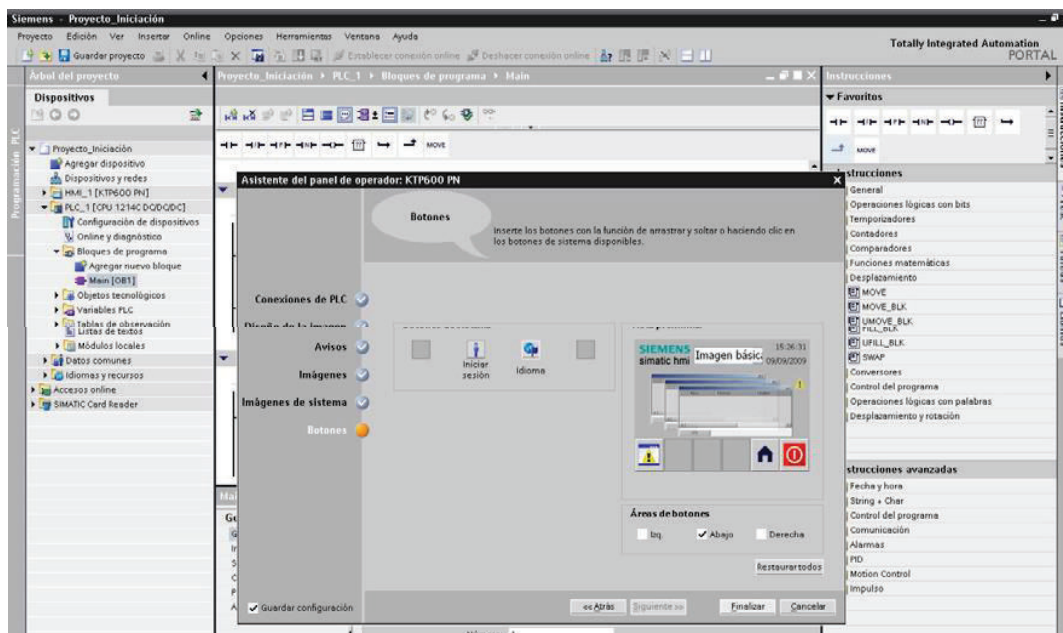 Siemens - Proyecto_Iniciación
Proyecto Edición Ver Insertar Online Opciones Herramientas Ventana Ayuda
Totally Integrated Automation
PORTAL
Guardar proyecto Establecer conexión online Deshacer conexión online
Árbol del proyecto
Proyecto_Iniciación PLC_1 Bloques de programa Main
Instrucciones
Dispositivos
Favoritos
Programación PLC
MOVE
MOVE
Proyecto_Iniciación
Agregar dispositivo
Dispositivos y redes
HMI_1 [KTP600 PN]
PLC_1 [CPU 1214C DC/DC/DC]
Configuración de dispositivos
Online y diagnóstico
Bloques de programa
Agregar nuevo bloque
Main [OB1]
Objetos tecnológicos
Variables PLC
Tablas de observación
Listas de textos
Módulos locales
Datos comunes
Idiomas y recursos
Accesos online
SIMATIC Card Reader
Asistente del panel de operador: KTP600 PN
Botones
Inserte los botones con la función de arrastrar y soltar o haciendo clic en
los botones de sistema disponibles.
Conexiones de PLC
Diseño de la imagen
Avisos
Imágenes
Imágenes de sistema
Botones
Iniciar
sesión
Idioma
SIEMENS
simatic hmi
Imagen básic
15:26:31
09/09/2009
Áreas de botones
Izq.
Abajo
Derecha
Restaurar todos
Guardar configuración
<< Atrás
Siguiente >>
Finalizar
Cancelar
strucciones
General
Operaciones lógicas con bits
Temporizadores
Contadores
Comparadores
Funciones matemáticas
Desplazamiento
MOVE
MOVE_BLK
UMOVE_BLK
FILL_BLK
UFILL_BLK
SWAP
Conversores
Control del programa
Operaciones lógicas con palabras
Desplazamiento y rotación
strucciones avanzadas
Fecha y hora
String + Char
Control del programa
Comunicación
Alarmas
PID
Motion Control
Impulso